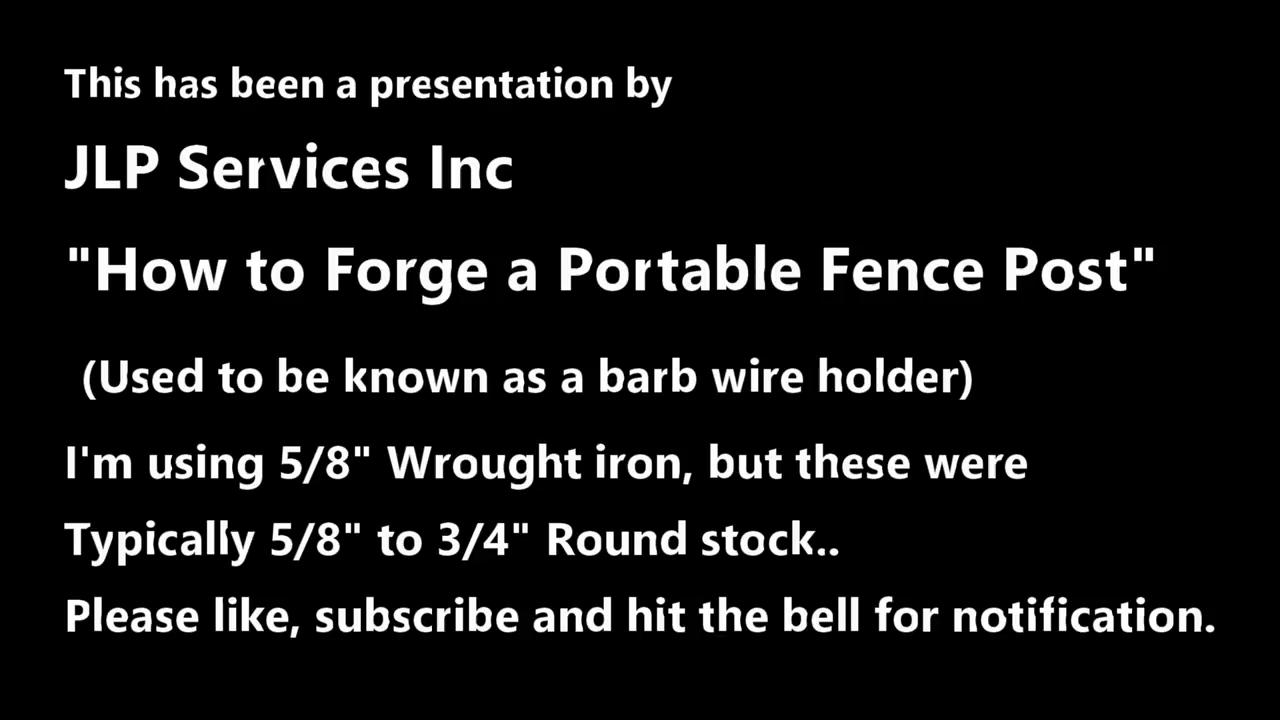 This has been a presentation by
JLP Services Inc
"How to Forge a Portable Fence Post"
(Used to be known as a barb wire holder)
I'm using 5/8" Wrought iron, but these were
Typically 5/8" to 3/4" Round stock..
Please like, subscribe and hit the bell for notification.